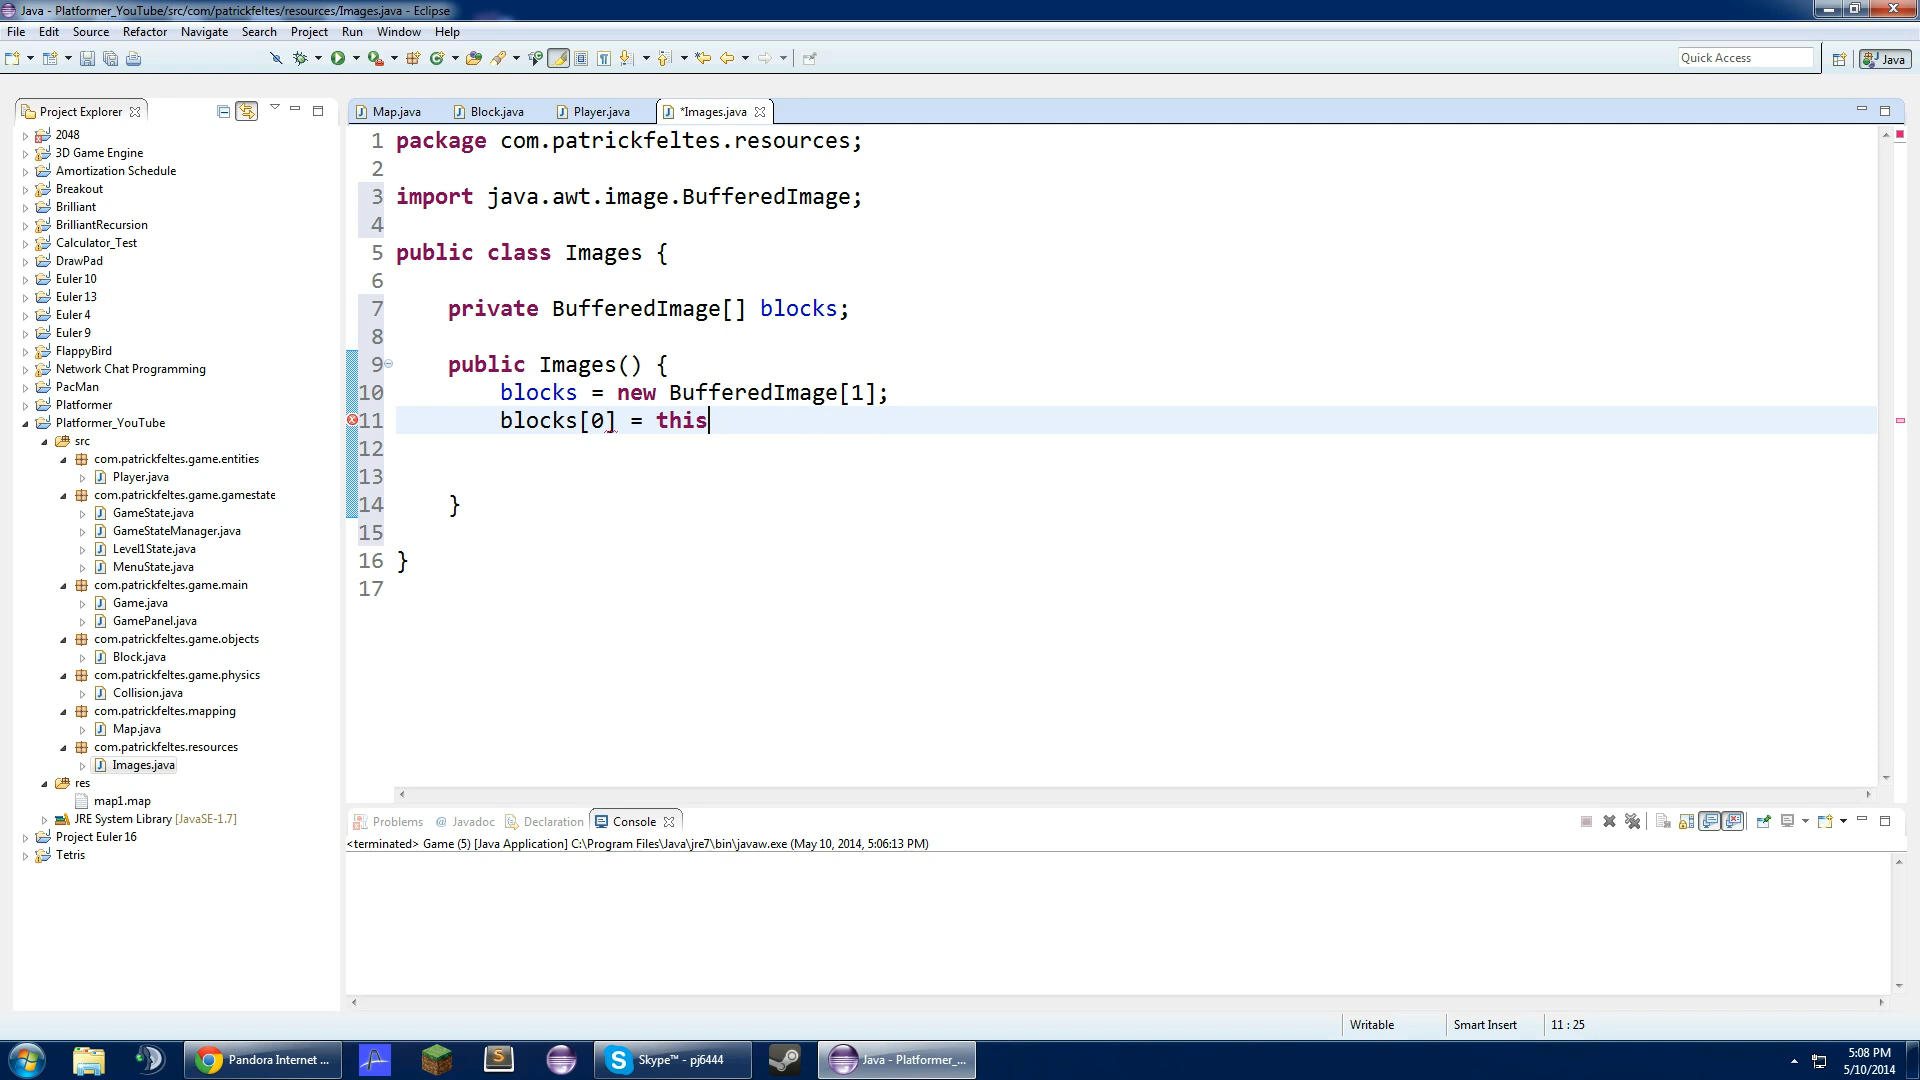 Java - Platformer_YouTube/src/com/patrickfeltes/resources/Images.java - Eclipse
File Edit Source Refactor Navigate Search Project Run Window Help
Quick Access
Java
Project Explorer
Map.java Block.java Player.java *Images.java
2048
3D Game Engine
Amortization Schedule
Breakout
Brilliant
BrilliantRecursion
Calculator_Test
DrawPad
Euler 10
Euler 13
Euler 4
Euler 9
FlappyBird
Network Chat Programming
PacMan
Platformer
Platformer_YouTube
src
com.patrickfeltes.game.entities
Player.java
com.patrickfeltes.game.gamestate
GameState.java
GameStateManager.java
Level1State.java
MenuState.java
com.patrickfeltes.game.main
Game.java
GamePanel.java
com.patrickfeltes.game.objects
Block.java
com.patrickfeltes.game.physics
Collision.java
com.patrickfeltes.mapping
Map.java
com.patrickfeltes.resources
Images.java
res
map1.map
JRE System Library [JavaSE-1.7]
Project Euler 16
Tetris
1 package com.patrickfeltes.resources;
2
3 import java.awt.image.BufferedImage;
4
5 public class Images {
6
7 private BufferedImage[] blocks;
8
9 public Images() {
10 blocks = new BufferedImage[1];
11 blocks[0] = this
12
13
14 }
15
16 }
17
Problems @ Javadoc Declaration Console
<terminated> Game (5) [Java Application] C:\Program Files\Java\jre7\bin\javaw.exe (May 10, 2014, 5:06:13 PM)
Writable Smart Insert 11 : 25
Pandora Internet ... Skype™ - pj6444 Java - Platformer_...
5:08 PM
5/10/2014